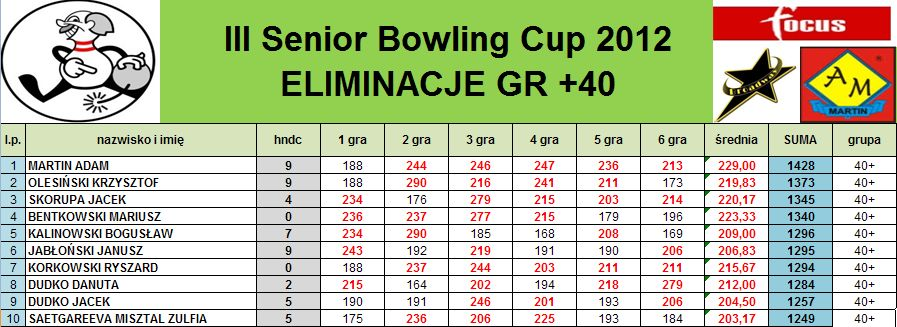 III Senior Bowling Cup 2012
ELIMINACJE GR +40
focus
Broadway
AM
MARTIN
l.p. nazwisko i imię hndc 1 gra 2 gra 3 gra 4 gra 5 gra 6 gra średnia SUMA grupa
1 MARTIN ADAM 9 188 244 246 247 236 213 229,00 1428 40+
2 OLESIŃSKI KRZYSZTOF 9 188 290 216 241 211 173 219,83 1373 40+
3 SKORUPA JACEK 4 234 176 279 215 203 214 220,17 1345 40+
4 BENTKOWSKI MARIUSZ 0 236 237 277 215 179 196 223,33 1340 40+
5 KALINOWSKI BOGUSŁAW 7 234 290 185 168 208 169 209,00 1296 40+
6 JABŁOŃSKI JANUSZ 9 243 192 219 191 190 206 206,83 1295 40+
7 KORKOWSKI RYSZARD 0 188 237 244 203 211 211 215,67 1294 40+
8 DUDKO DANUTA 2 215 164 202 194 218 279 212,00 1284 40+
9 DUDKO JACEK 5 190 191 246 201 193 206 204,50 1257 40+
10 SAETGAREEVA MISZTAL ZULFIA 5 175 236 206 225 193 184 203,17 1249 40+